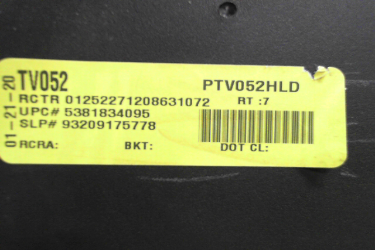 01-21-20
TV052 PTV052HLD
RCTR 01252271208631072 RT :7
UPC# 5381834095
SLP# 93209175778
RCRA: BKT: DOT CL: